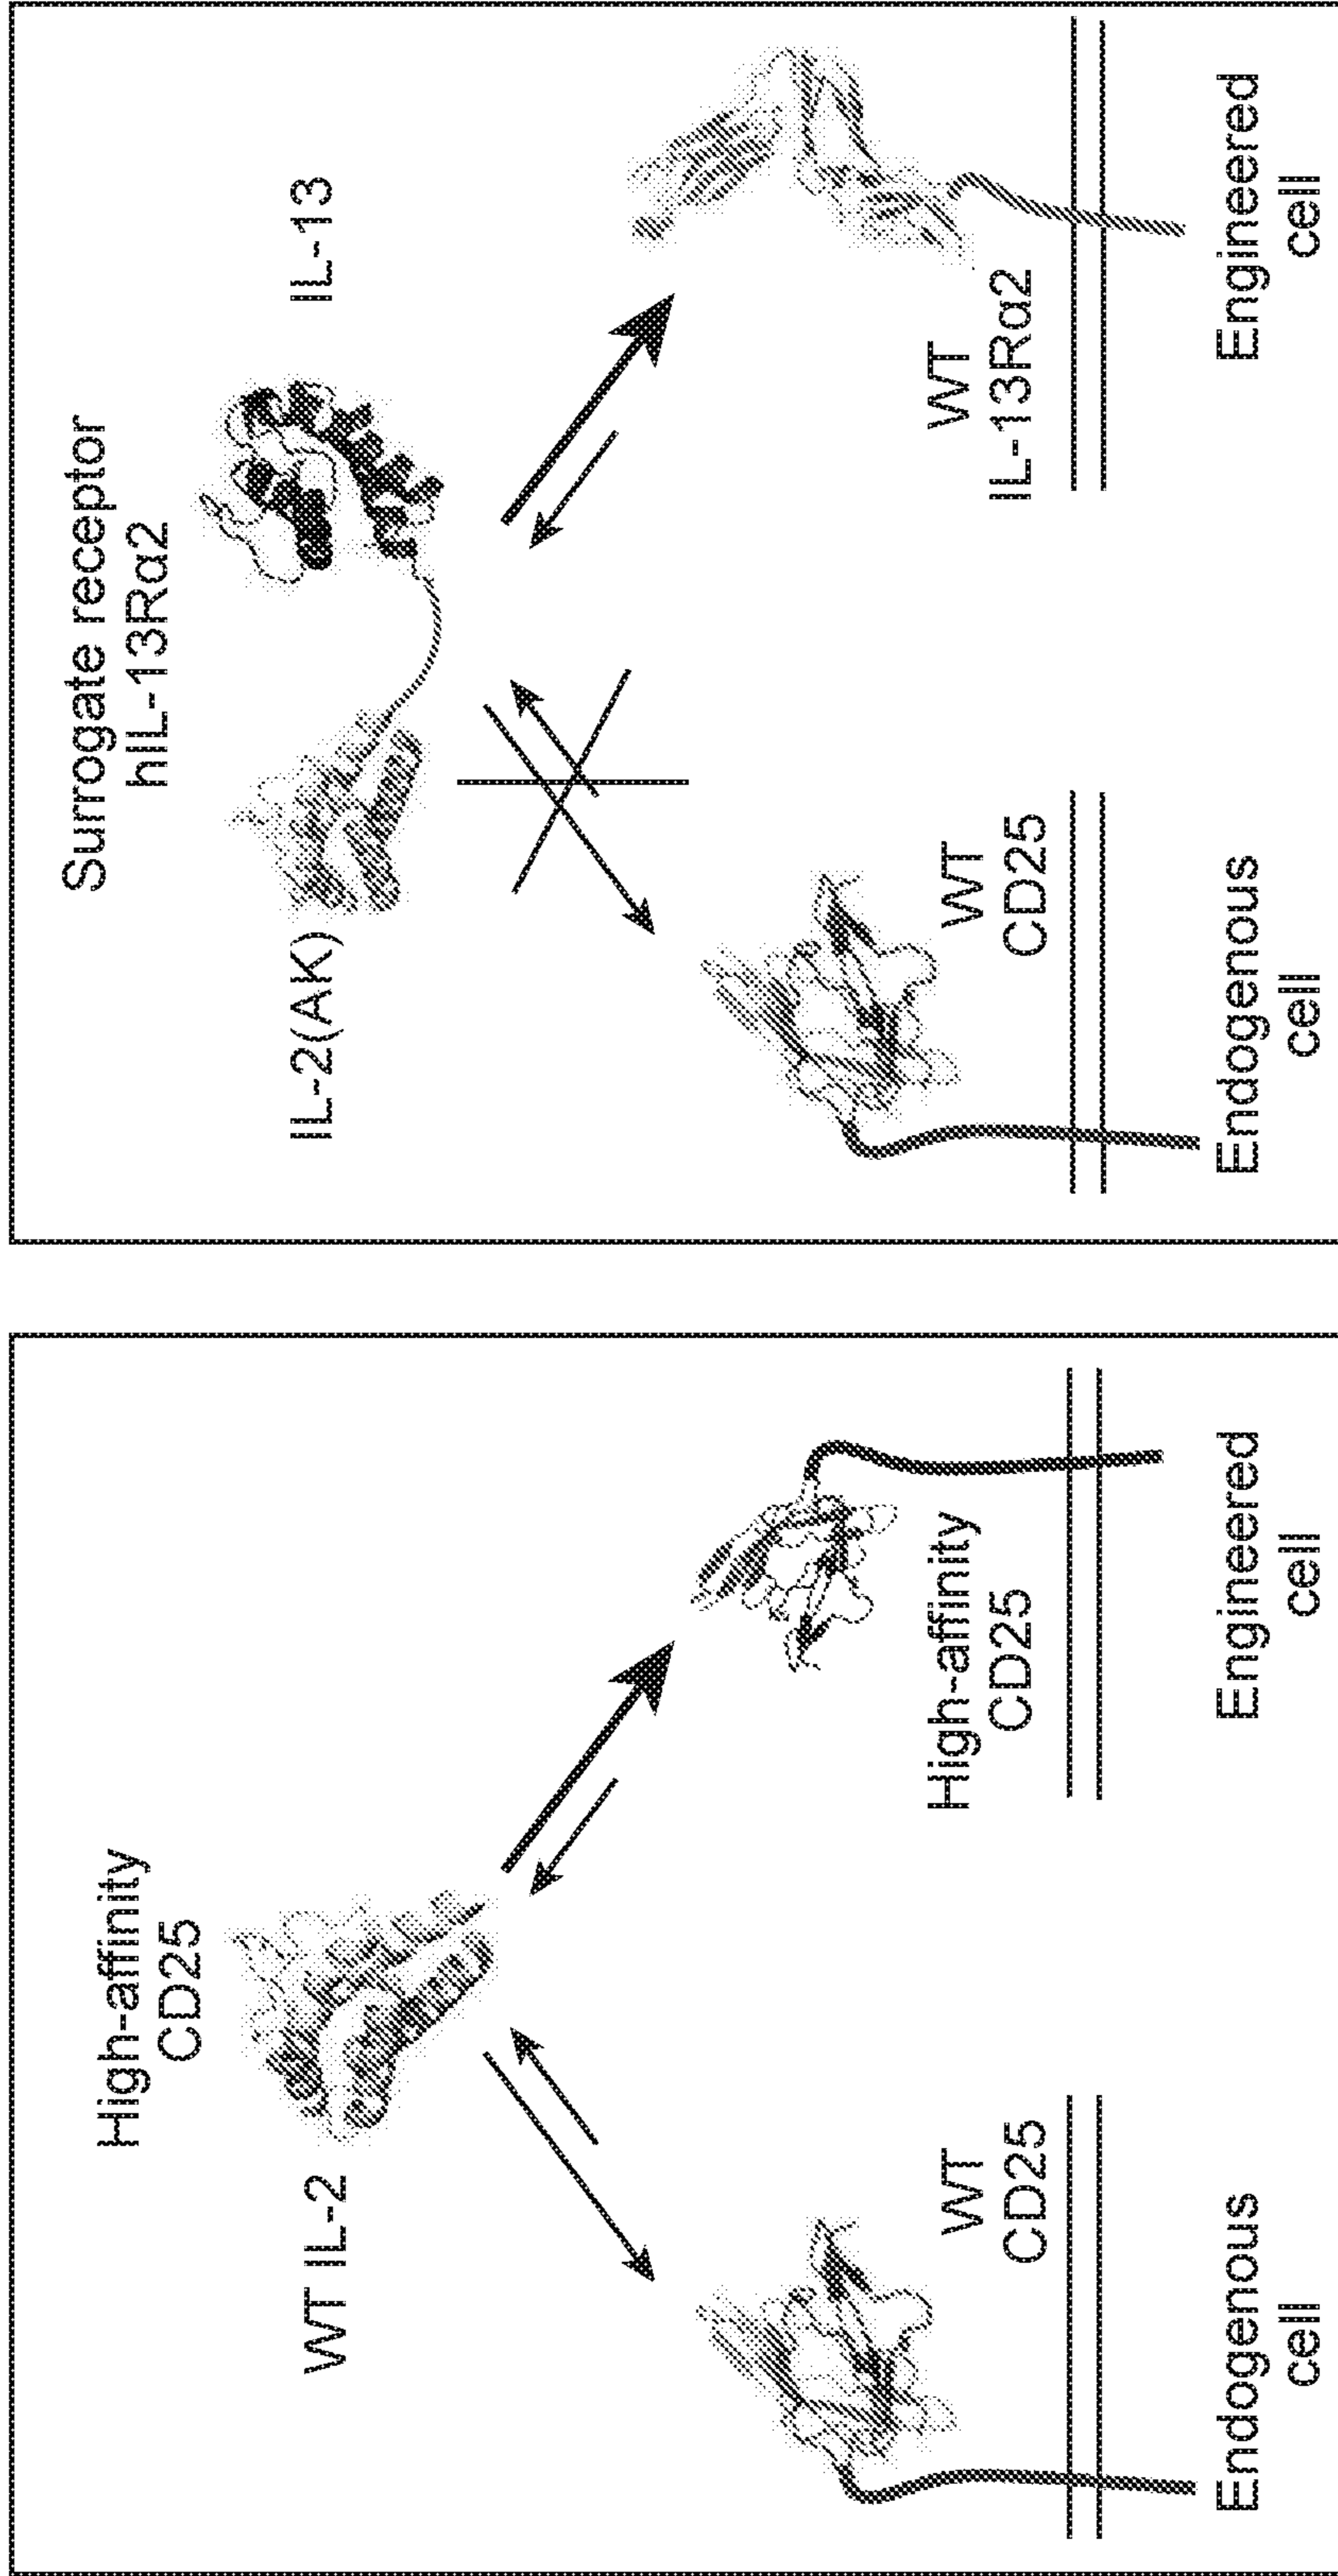 High-affinity
CD25
WT IL-2
WT
CD25
High-affinity
CD25
Endogenous
cell
Engineered
cell
Surrogate receptor
hIL-13Rα2
IL-2(AK)
IL-13
WT
CD25
WT
IL-13Rα2
Endogenous
cell
Engineered
cell